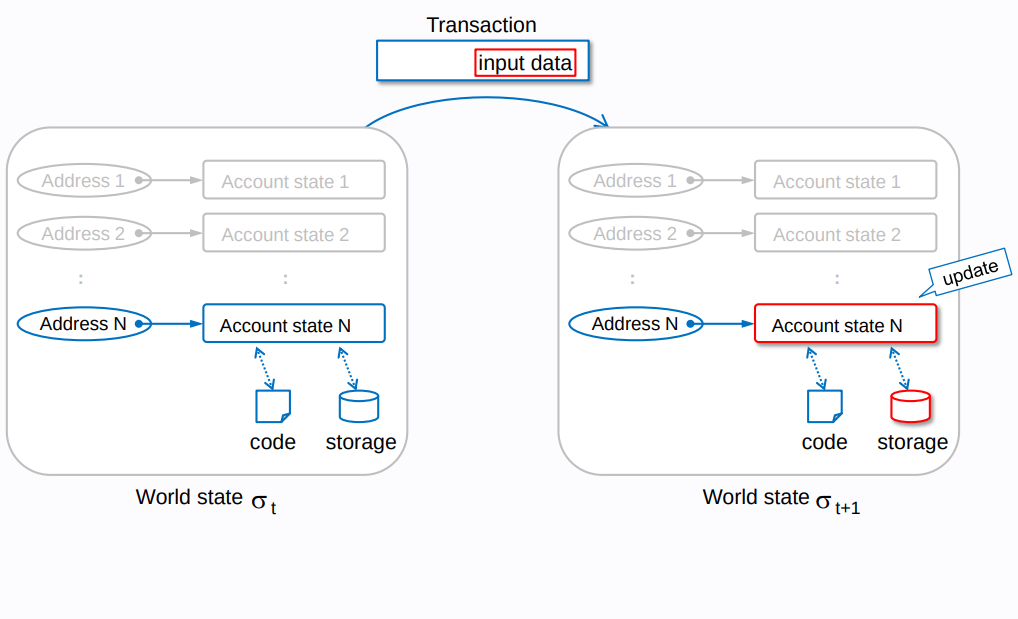 Transaction
input data
Address 1
Account state 1
Address 2
Account state 2
:
:
Address N
Account state N
code
storage
World state σ t
Address 1
Account state 1
Address 2
Account state 2
:
:
update
Address N
Account state N
code
storage
World state σ t+1